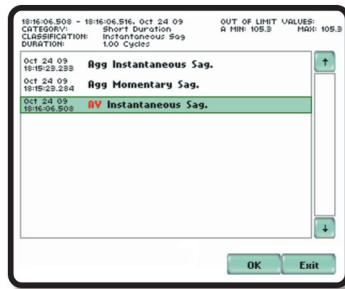 18:16:06.508 - 18:16:06.516, Oct 24 09 OUT OF LIMIT VALUES:
CATEGORY: Short Duration A MIN: 105.3 MAX: 105.3
CLASSIFICATION: Instantaneous Sag
DURATION: 1.00 Cycles
Oct 24 09
18:15:23.233 Agg Instantaneous Sag.
Oct 24 09
18:15:23.284 Agg Momentary Sag.
Oct 24 09
18:16:06.508 AV Instantaneous Sag.
OK Exit